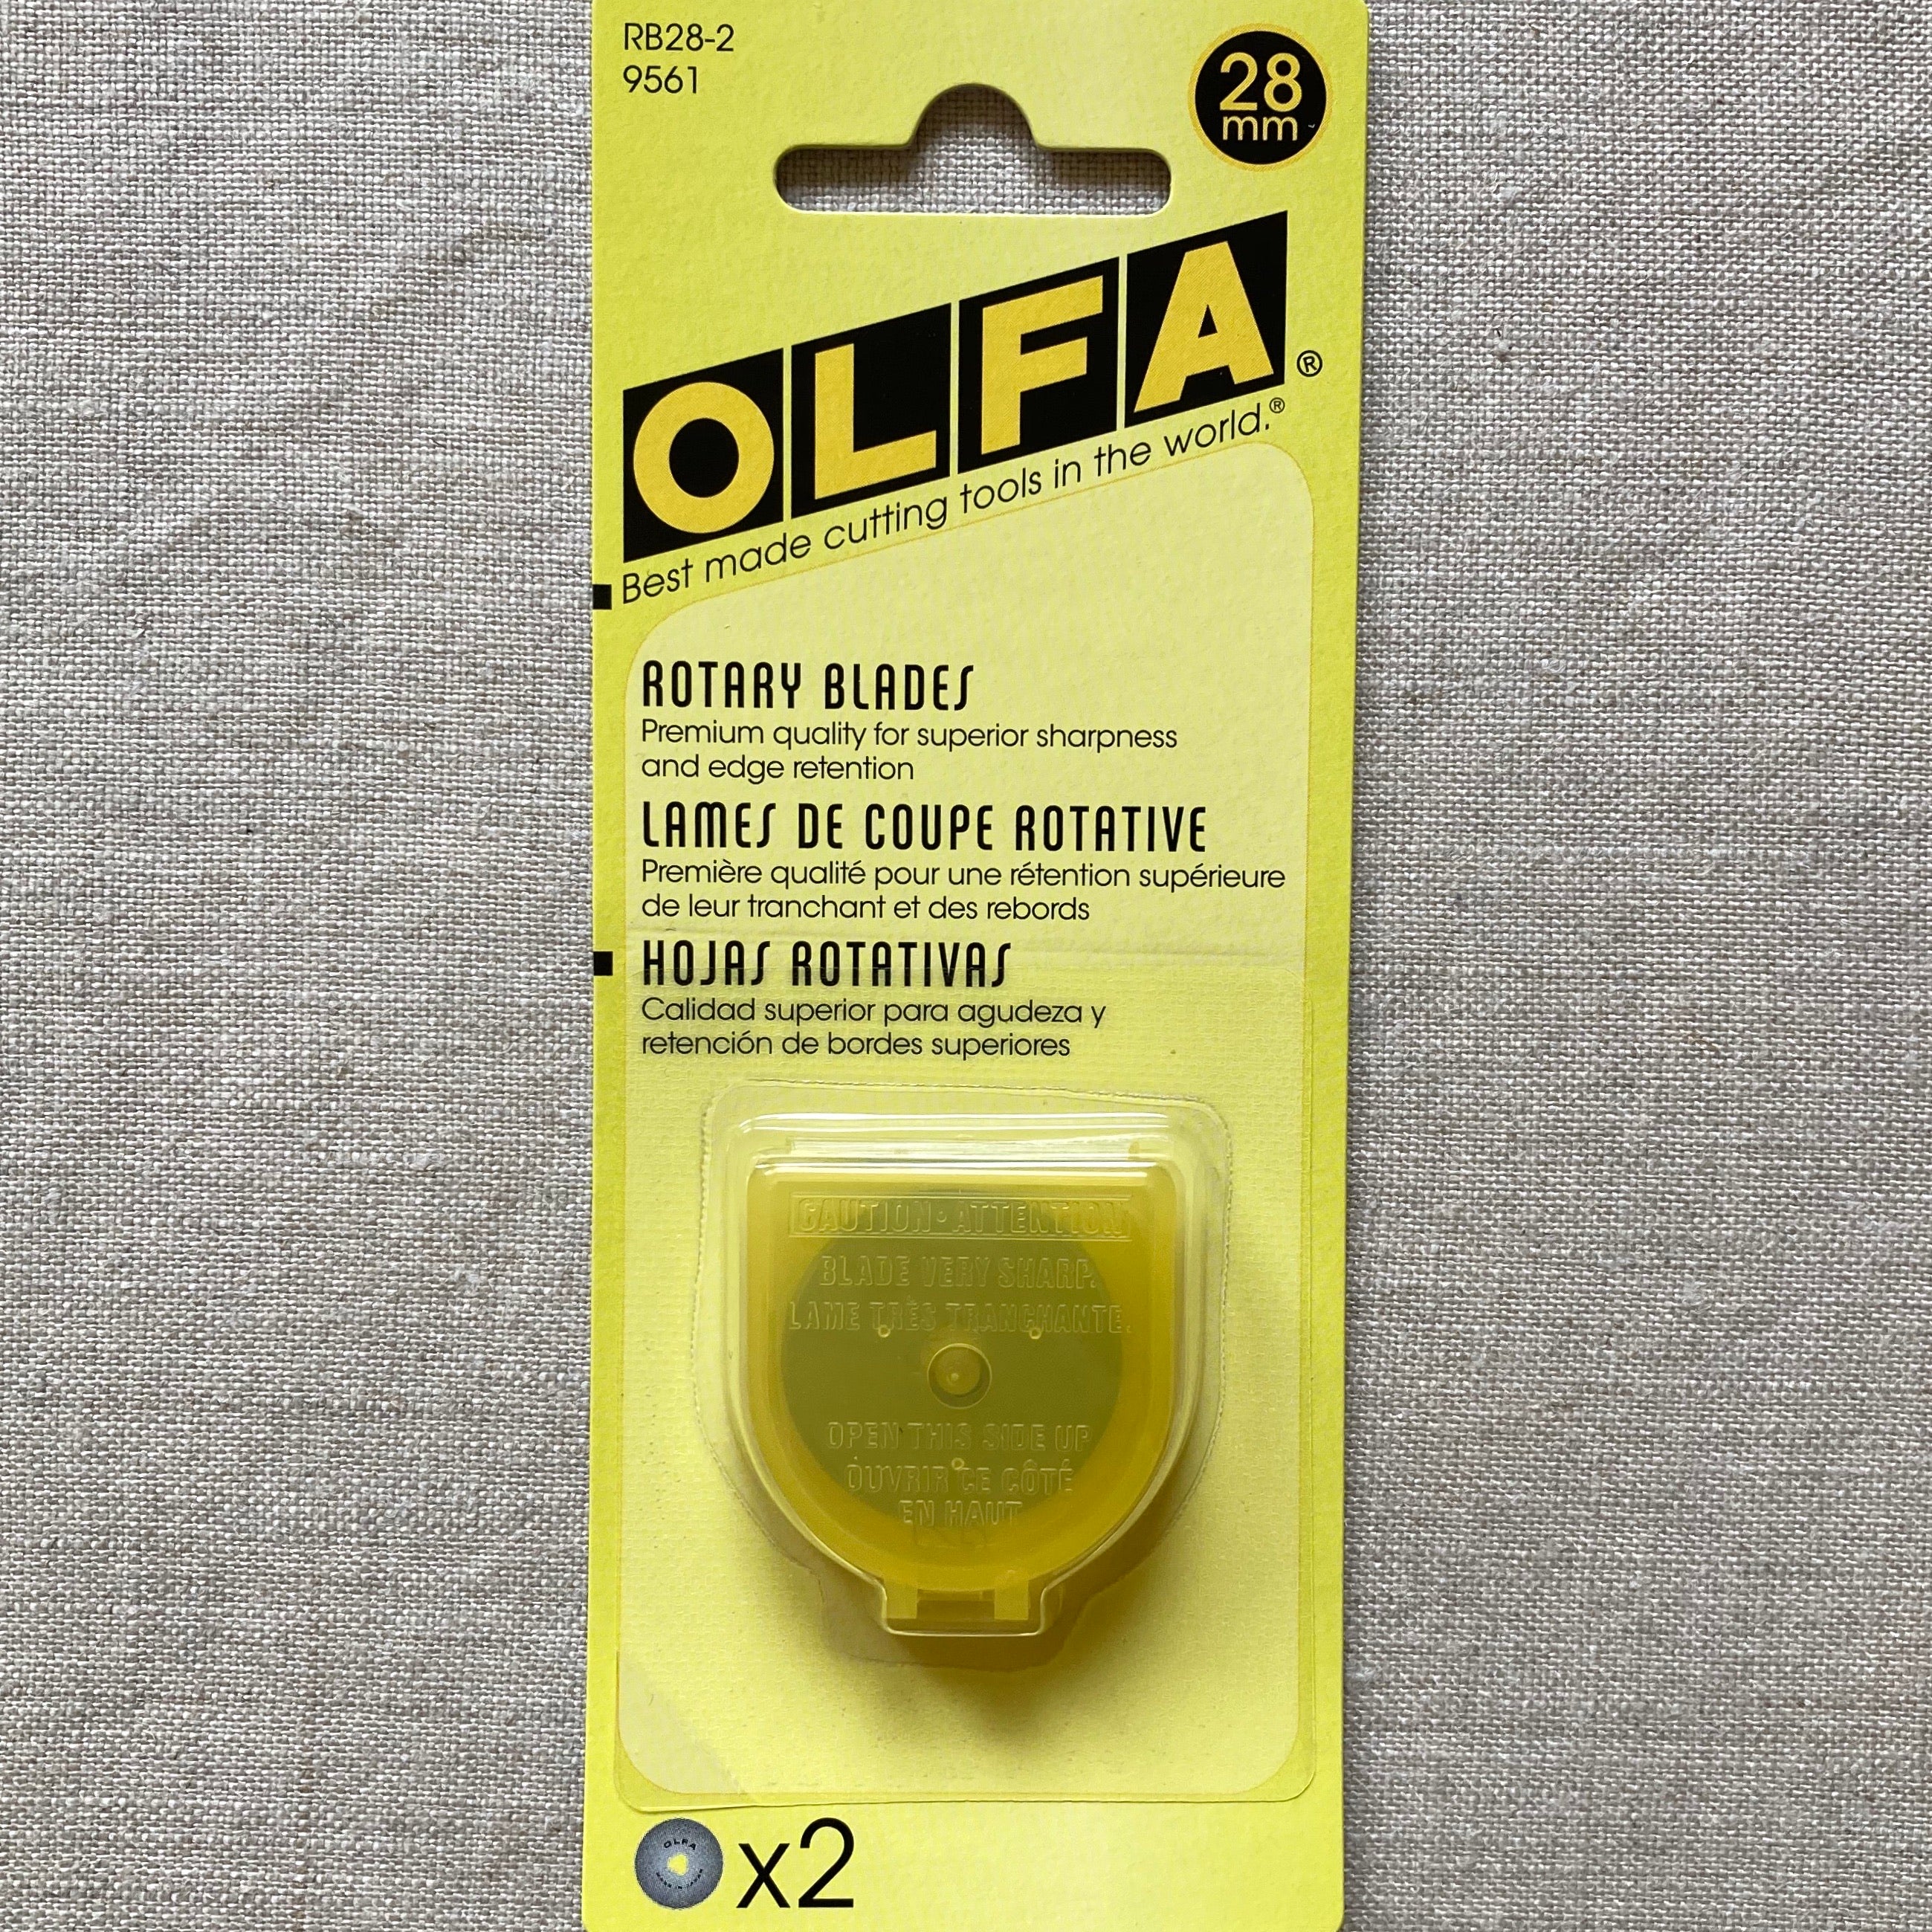 RB28-2
9561
28
mm
OLFA®
Best made cutting tools in the world.®
ROTARY BLADES
Premium quality for superior sharpness
and edge retention
LAMES DE COUPE ROTATIVE
Première qualité pour une rétention supérieure
de leur tranchant et des rebords
HOJAS ROTATIVAS
Calidad superior para agudeza y
retención de bordes superiores
CAUTION • ATTENTION
BLADE VERY SHARP.
LAME TRÈS TRANCHANTE.
OPEN THIS SIDE UP
OUVRIR CE CÔTÉ
EN HAUT
OLFA
x2